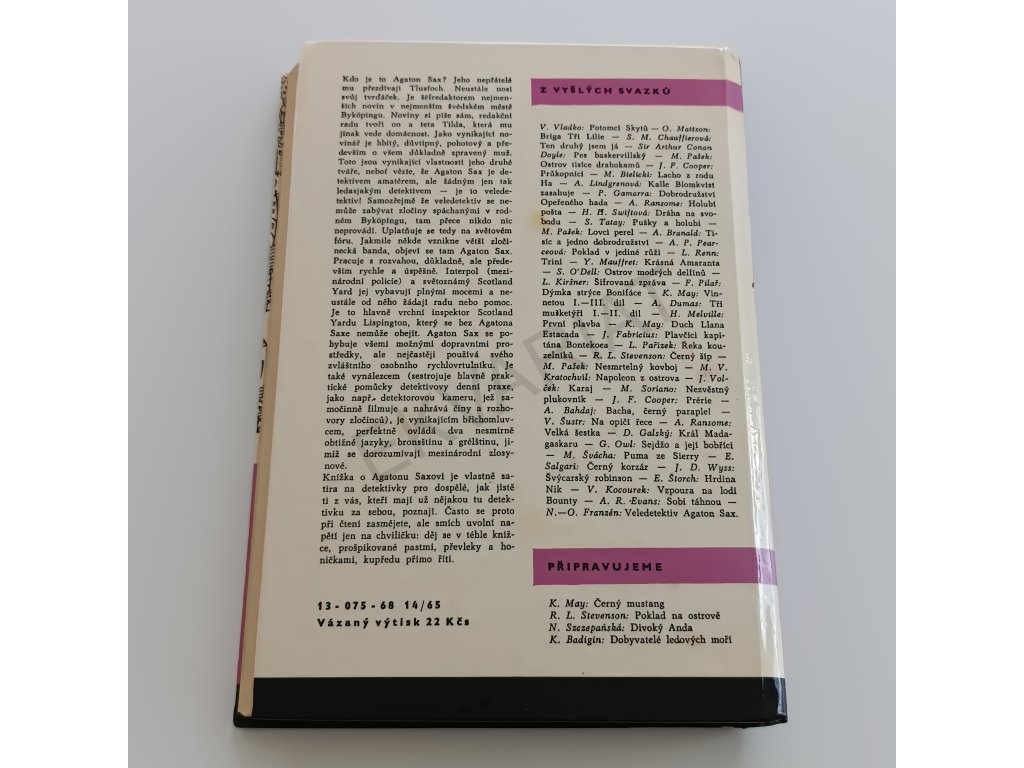 Kdo je to Agaton Sax? Jeho nepřátelé
mu přezdívají Tlusťoch. Neustále nosí
svůj tvrďáček. Je šéfredaktorem nejmen-
ších novin v nejmenším švédském městě
Byköpingu. Noviny si píše sám, redakční
radu tvoří on a teta Tilda, která mu
jinak vede domácnost. Jako vynikající no-
vinář je hbitý, důvtipný, pohotový a pře-
devším o všem důkladně zpravený muž.
Toto jsou vynikající vlastnosti jeho druhé
tváře, neboť vězte, že Agaton Sax je de-
tektivem amatérem, ale žádným jen tak
ledasjakým detektivem — je to velede-
tektiv! Samozřejmě že veledetektiv se ne-
může zabývat zločiny spáchanými v rod-
ném Byköpingu, tam přece nikdo nic
neprovádí. Uplatňuje se tedy na světovém
fóru. Jakmile někde vznikne větší zloči-
necká banda, objeví se tam Agaton Sax.
Pracuje s rozvahou, důkladně, ale přede-
vším rychle a úspěšně. Interpol (mezi-
národní policie) a světoznámý Scotland
Yard jej vybavují plnými mocemi a ne-
ustále od něho žádají radu nebo pomoc.
Je to hlavně vrchní inspektor Scotland
Yardu Lispington, který se bez Agatona
Saxe nemůže obejít. Agaton Sax se po-
hybuje všemi možnými dopravními pro-
středky, ale nejčastěji používá svého
zvláštního osobního rychlovrtulníku. Je
také vynálezcem (sestrojuje hlavně prak-
tické pomůcky detektivovy denní praxe,
jako např. detektorovou kameru, jež sa-
močinně filmuje a nahrává činy a rozho-
vory zločinců), je vynikajícím břichomluv-
cem, perfektně ovládá dva nesmírně
obtížné jazyky, bronštinu a grélštinu, ji-
miž se dorozumívají mezinárodní zlosy-
nové.
Knížka o Agatonu Saxovi je vlastně sa-
tira na detektivky pro dospělé, jak jistě
ti z vás, kteří mají už nějakou tu detek-
tivku za sebou, poznají. Často se proto
při čtení zasmějete, ale smích uvolní na-
pětí jen na chviličku: děj se v téhle kníž-
ce, prošpikované pastmi, převleky a ho-
ničkami, kupředu přímo řítí.
13-075-68 14/65
Vázaný výtisk 22 Kčs
Z VYŠLÝCH SVAZKŮ
V. Vladko: Potomci Skytů — O. Mattson:
Briga Tři Lilie — S. M. Chauffierová:
Ten druhý jsem já — Sir Arthur Conan
Doyle: Pes baskervillský — M. Pašek:
Ostrov tisíce drahokamů — J. F. Cooper:
Průkopníci — M. Bielicki: Lacho z rodu
Ha — A. Lindgrenová: Kalle Blomkvist
zasahuje — P. Gamarra: Dobrodružství
Opeřeného hada — A. Ransome: Holubí
pošta — H. H. Swiftová: Dráha na svo-
bodu — S. Tatay: Pušky a holubi —
M. Pašek: Lovci perel — A. Branald: Ti-
síc a jedno dobrodružství — A. P. Pear-
ceová: Poklad v jediné růži — L. Renn:
Trini — Y. Mauffret: Krásná Amaranta
— S. O'Dell: Ostrov modrých delfínů —
L. Kiržner: Šifrovaná zpráva — F. Pilař:
Dýmka strýce Bonifáce — K. May: Vin-
netou I.—III. díl — A. Dumas: Tři
mušketýři I.—II. díl — H. Melville:
První plavba — K. May: Duch Llana
Estacada — J. Fabricius: Plavčíci kapi-
tána Bontekoea — L. Pařízek: Řeka kou-
zelníků — R. L. Stevenson: Černý šíp —
M. Pašek: Nesmrtelný kovboj — M. V.
Kratochvíl: Napoleon z ostrova — J. Vol-
ček: Karaj — M. Soriano: Nezvěstný
plukovník — J. F. Cooper: Prérie —
A. Bahdaj: Bacha, černý paraple! —
V. Šustr: Na opičí řece — A. Ransome:
Velká šestka — D. Galský: Král Mada-
gaskaru — G. Owl: Sejdžo a její bobříci
— M. Švácha: Puma ze Sierry — E.
Salgari: Černý korzár — J. D. Wyss:
Švýcarský robinson — E. Štorch: Hrdina
Nik — V. Kocourek: Vzpoura na lodi
Bounty — A. R. Evans: Sobí táhnou —
N.—O. Franzén: Veledetektiv Agaton Sax.
PŘIPRAVUJEME
K. May: Černý mustang
R. L. Stevenson: Poklad na ostrově
N. Szczepańská: Divoký Anda
K. Badigin: Dobyvatelé ledových moří